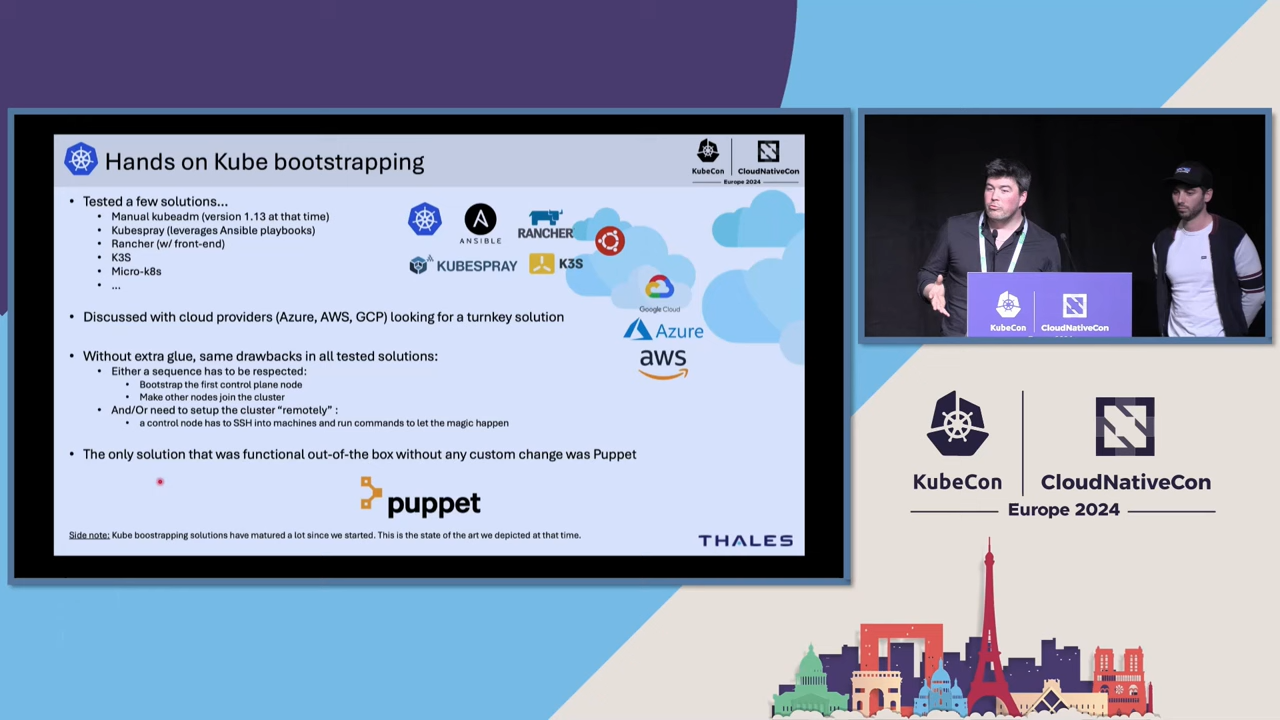 Hands on Kube bootstrapping
KubeCon
CloudNativeCon
Europe 2024
• Tested a few solutions...
• Manual kubeadm (version 1.13 at that time)
• Kubespray (leverages Ansible playbooks)
• Rancher (w/ front-end)
• K3S
• Micro-k8s
• ...
ANSIBLE
RANCHER
KUBESPRAY
K3S
• Discussed with cloud providers (Azure, AWS, GCP) looking for a turnkey solution
Google Cloud
Azure
aws
• Without extra glue, same drawbacks in all tested solutions:
• Either a sequence has to be respected:
• Bootstrap the first control plane node
• Make other nodes join the cluster
• And/Or need to setup the cluster “remotely” :
• a control node has to SSH into machines and run commands to let the magic happen
• The only solution that was functional out-of-the box without any custom change was Puppet
puppet
Side note: Kube boostrapping solutions have matured a lot since we started. This is the state of the art we depicted at that time.
THALES
KubeCon
CloudNativeCon
KubeCon
CloudNativeCon
Europe 2024